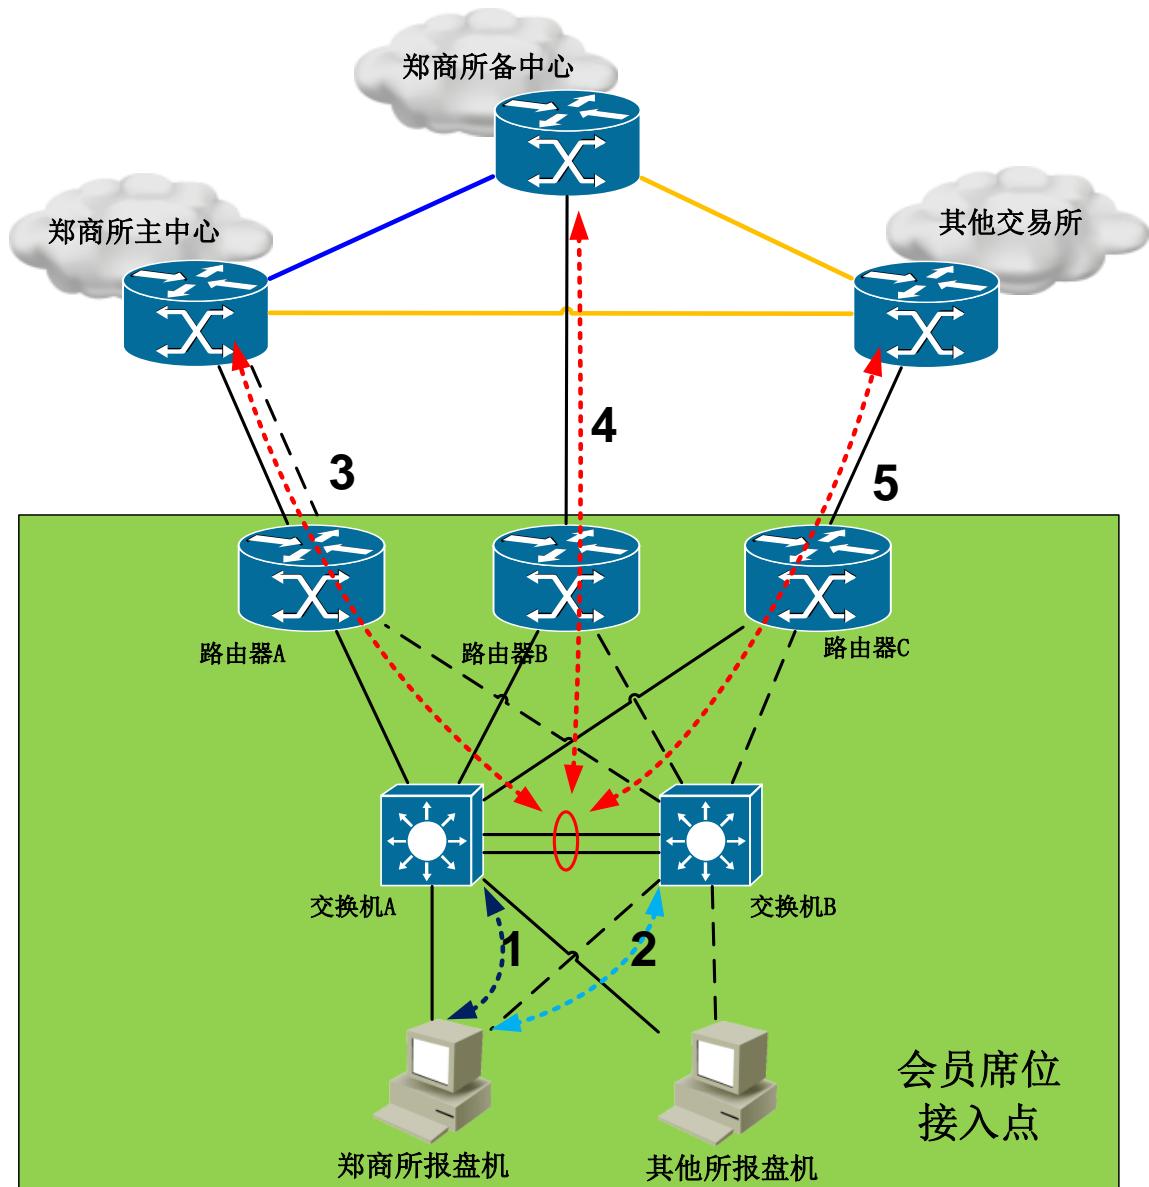 郑商所备中心
郑商所主中心
其他交易所
4
3
5
路由器A
路由器B
路由器C
交换机A
交换机B
1
2
会员席位
接入点
郑商所报盘机
其他所报盘机